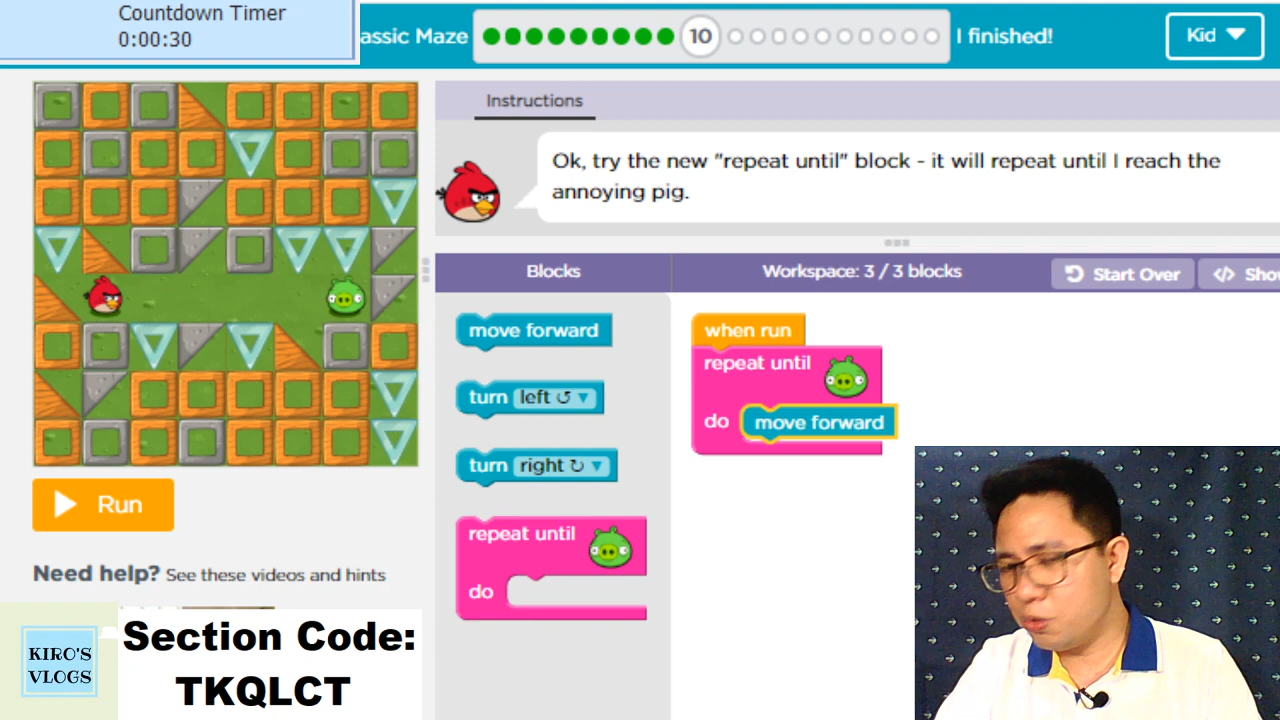 Countdown Timer
0:00:30
assic Maze
10
I finished!
Kid
Instructions
Ok, try the new "repeat until" block - it will repeat until I reach the
annoying pig.
Blocks
Workspace: 3 / 3 blocks
Start Over
</> Sho
move forward
turn left ↺ ▼
turn right ↻ ▼
repeat until
do
when run
repeat until
do move forward
Run
Need help? See these videos and hints
KIRO'S
VLOGS
Section Code:
TKQLCT